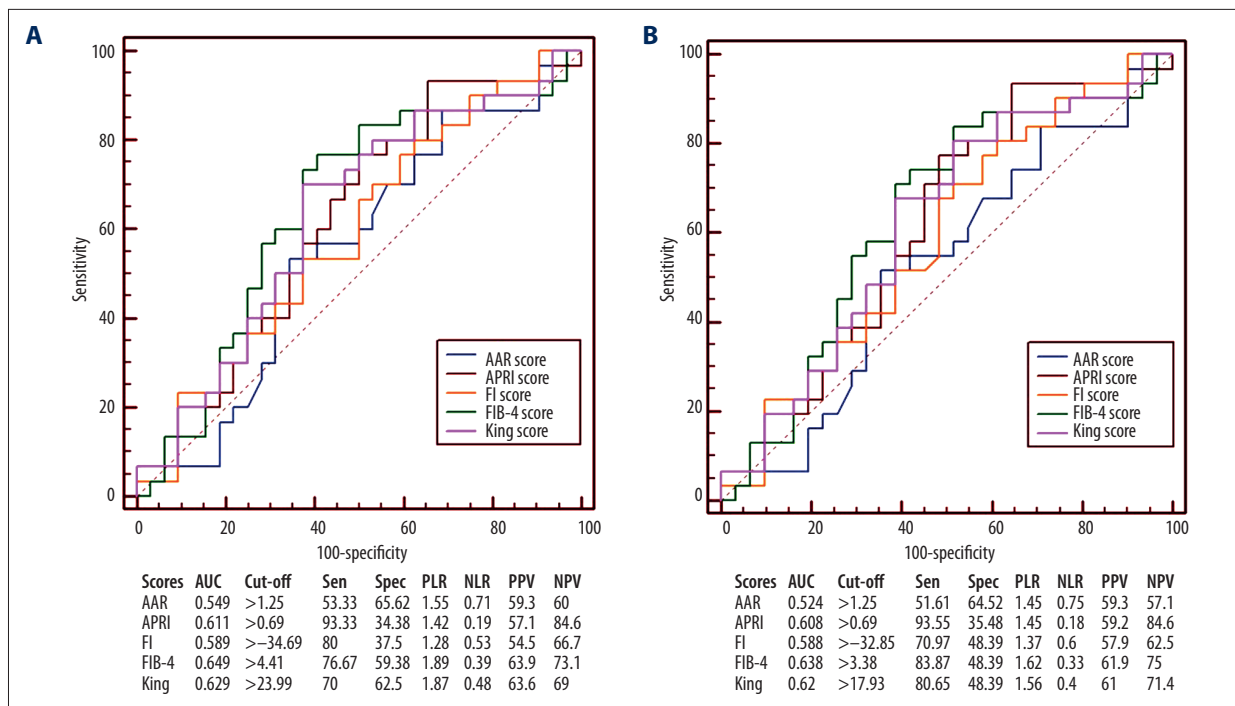 A
100
80
60
40
20
0
Sensitivity
AAR score
APRI score
FI score
FIB-4 score
King score
0 20 40 60 80 100
100-specificity
Scores AUC Cut-off Sen Spec PLR NLR PPV NPV
AAR 0.549 >1.25 53.33 65.62 1.55 0.71 59.3 60
APRI 0.611 >0.69 93.33 34.38 1.42 0.19 57.1 84.6
FI 0.589 >−34.69 80 37.5 1.28 0.53 54.5 66.7
FIB-4 0.649 >4.41 76.67 59.38 1.89 0.39 63.9 73.1
King 0.629 >23.99 70 62.5 1.87 0.48 63.6 69
B
100
80
60
40
20
0
Sensitivity
AAR score
APRI score
FI score
FIB-4 score
King score
0 20 40 60 80 100
100-specificity
Scores AUC Cut-off Sen Spec PLR NLR PPV NPV
AAR 0.524 >1.25 51.61 64.52 1.45 0.75 59.3 57.1
APRI 0.608 >0.69 93.55 35.48 1.45 0.18 59.2 84.6
FI 0.588 >−32.85 70.97 48.39 1.37 0.6 57.9 62.5
FIB-4 0.638 >3.38 83.87 48.39 1.62 0.33 61.9 75
King 0.62 >17.93 80.65 48.39 1.56 0.4 61 71.4